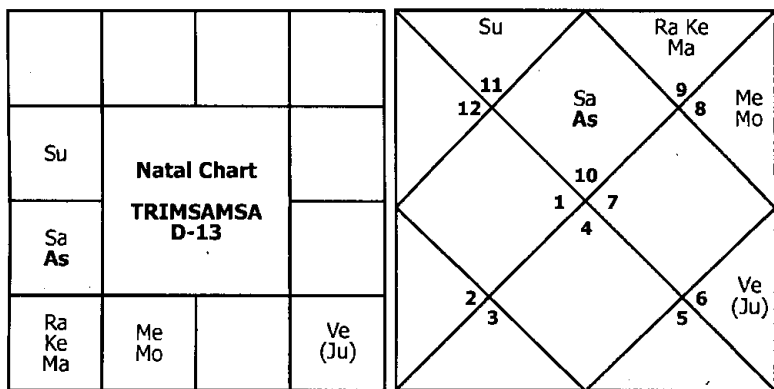 Su
Natal Chart
TRIMSAMSA
D-13
Sa
As
Ra
Ke
Ma
Me
Mo
Ve
(Ju)
Su
Ra Ke
Ma
11
12
Sa
As
9
8
Me
Mo
10
1
7
4
2
3
6
5
Ve
(Ju)